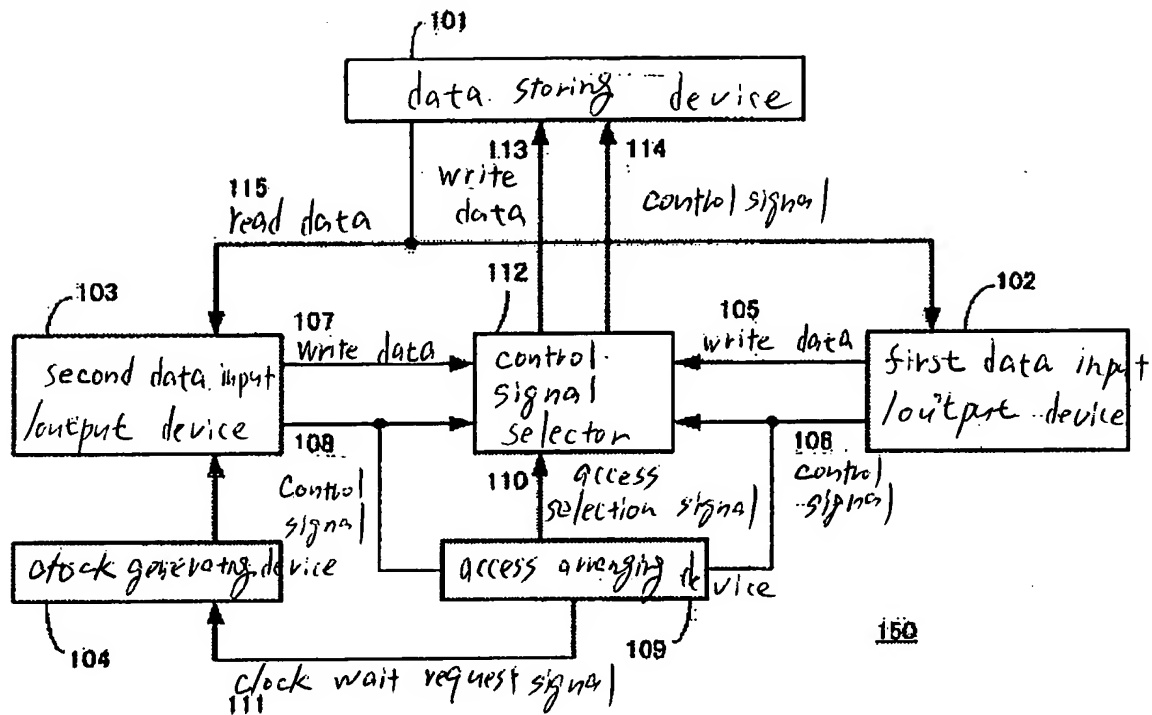 101
data storing device
113
114
write
data
control signal
115
read data
112
103
102
107
write data
105
write data
second data input
/output device
control
signal
selector
first data input
/output device
108
control
signal
110
access
selection signal
106
control
signal
clock generating device
access arranging device
104
109
150
clock wait request signal
111